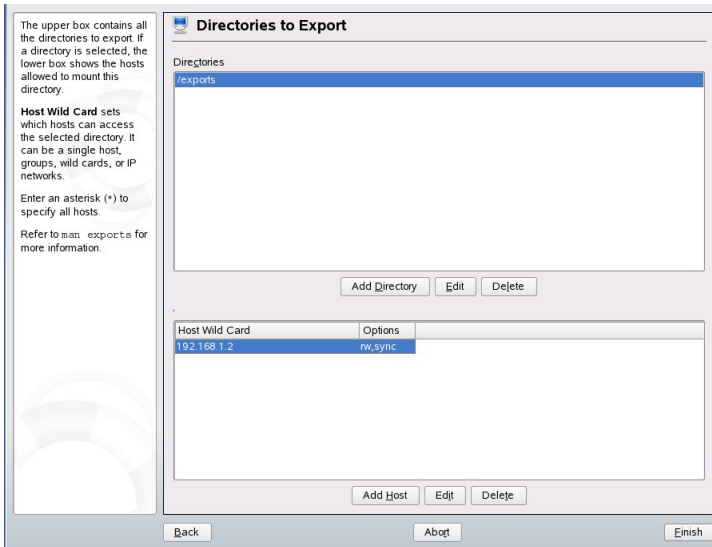 The upper box contains all
the directories to export. If
a directory is selected, the
lower box shows the hosts
allowed to mount this
directory.
Host Wild Card sets
which hosts can access
the selected directory. It
can be a single host,
groups, wild cards, or IP
networks.
Enter an asterisk (*) to
specify all hosts.
Refer to man exports for
more information.
Directories to Export
Directories
/exports
Add Directory Edit Delete
Host Wild Card Options
192.168.1.2 rw,sync
Add Host Edit Delete
Back Abort Finish